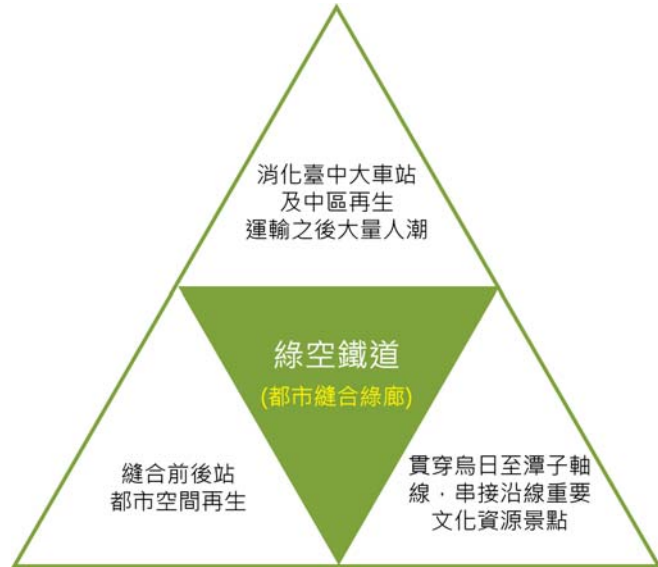 消化臺中大車站
及中區再生
運輸之後大量人潮
綠空鐵道
(都市縫合綠廊)
縫合前後站
都市空間再生
貫穿烏日至潭子軸
線，串接沿線重要
文化資源景點